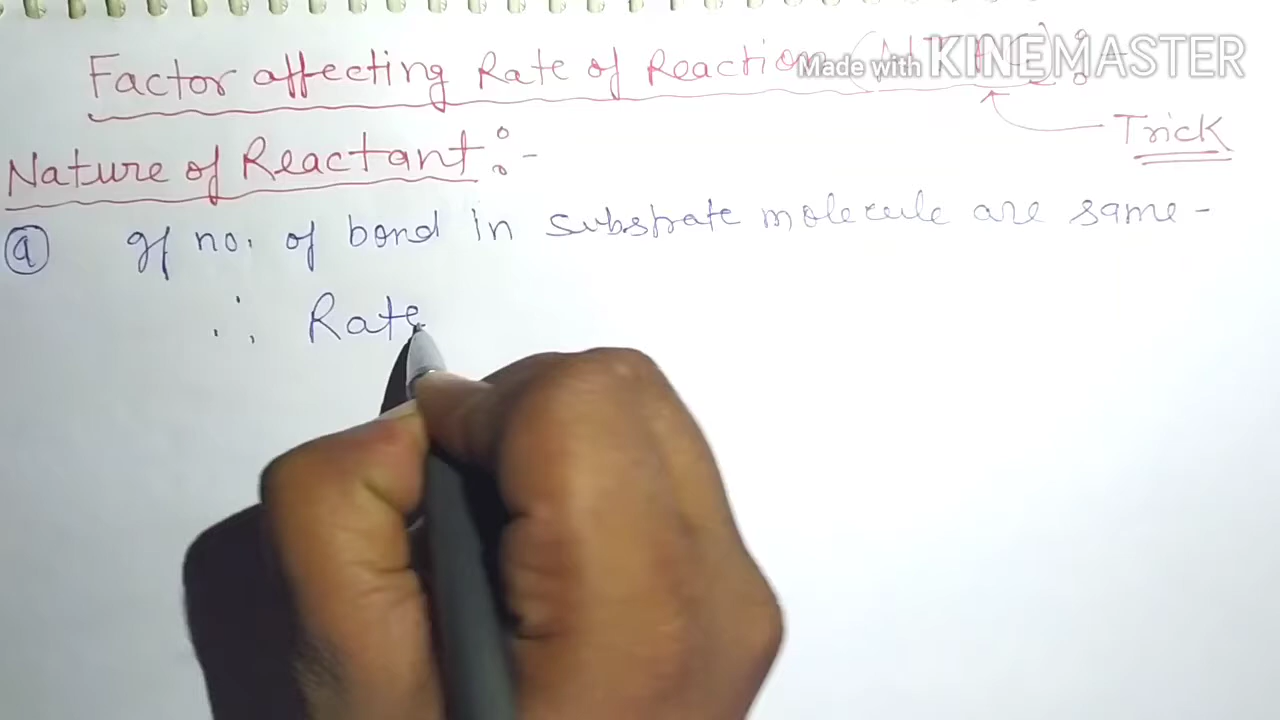 Factor affecting Rate of Reaction
Made with KINEMASTER
Trick
Nature of Reactant :-
a If no. of bond in substrate molecule are same -
∴ Rate